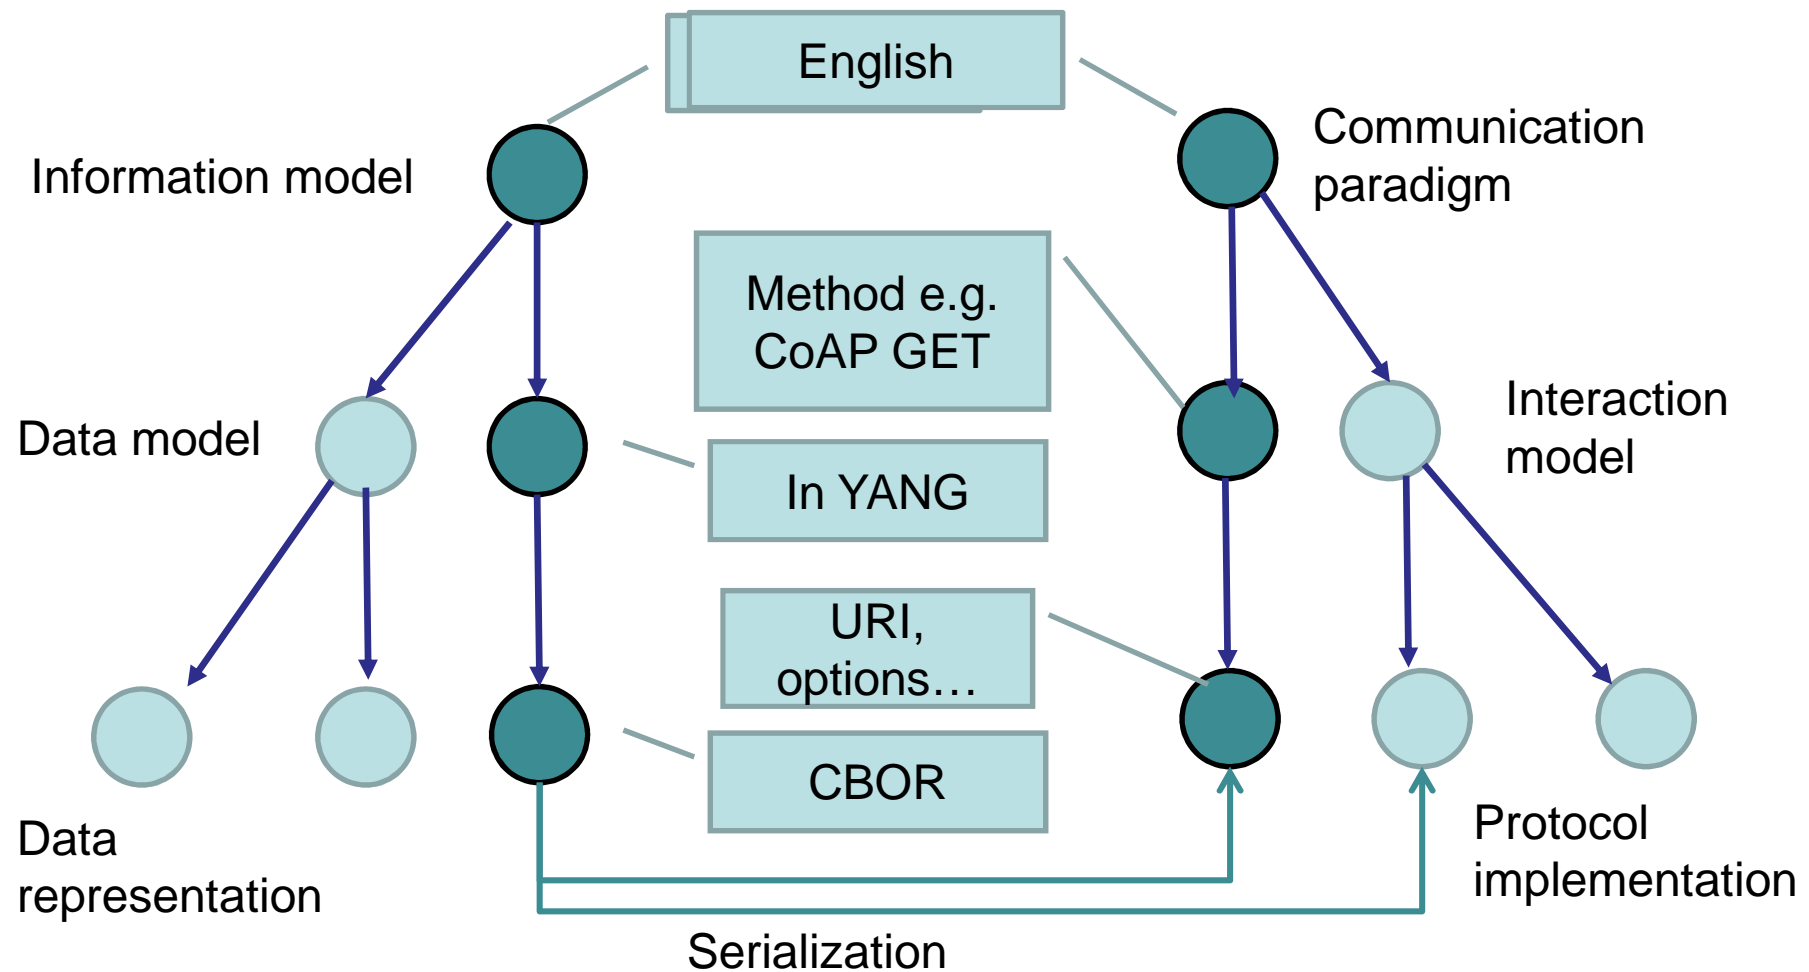 English
Information model
Communication
paradigm
Method e.g.
CoAP GET
Data model
In YANG
Interaction
model
URI,
options…
CBOR
Data
representation
Protocol
implementation
Serialization